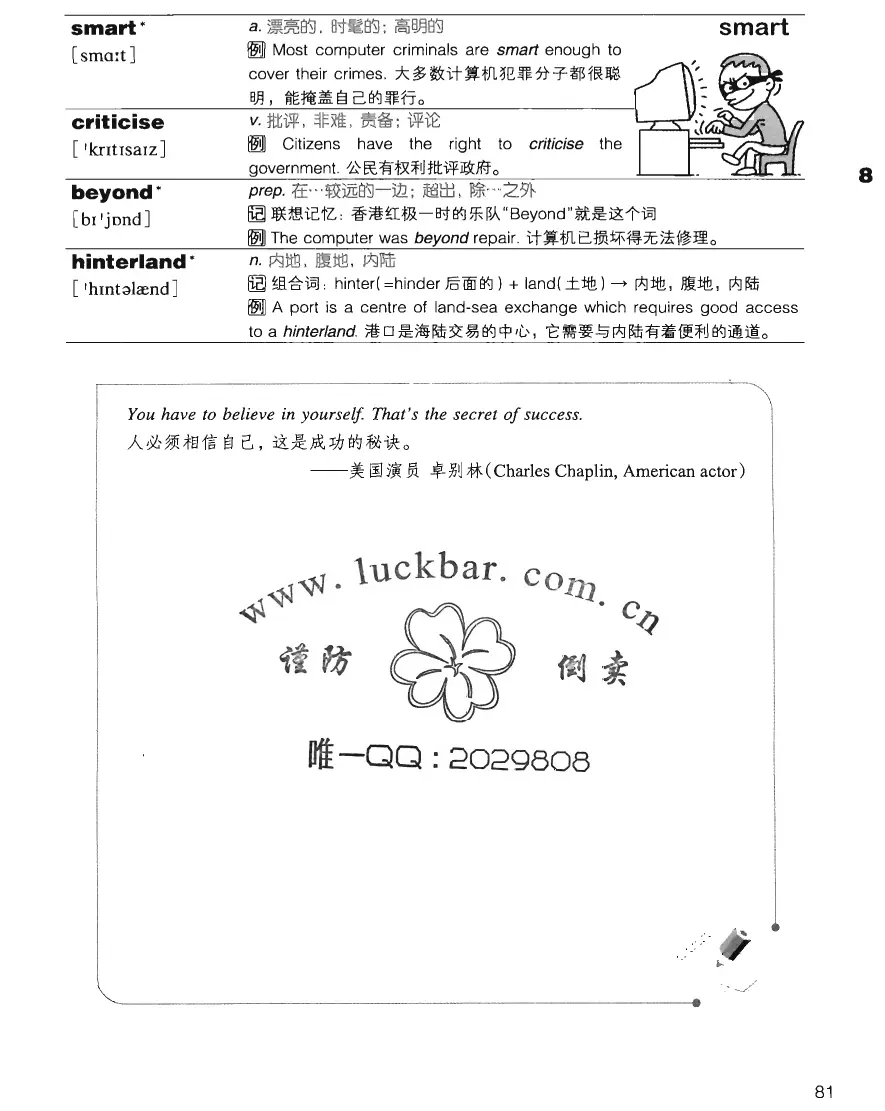 smart* a. 漂亮的, 时髦的; 高明的 smart
[smɑːt] 例 Most computer criminals are smart enough to
cover their crimes. 大多数计算机犯罪分子都很聪
明, 能掩盖自己的罪行。
criticise v. 批评, 非难, 责备; 评论
[ˈkrɪtɪsaɪz] 例 Citizens have the right to criticise the
government. 公民有权利批评政府。
8
beyond* prep. 在…较远的一边; 超出, 除…之外
[bɪˈjɒnd] 记 联想记忆: 香港红极一时的乐队“Beyond”就是这个词
例 The computer was beyond repair. 计算机已损坏得无法修理。
hinterland* n. 内地, 腹地, 内陆
[ˈhɪntəlænd] 记 组合词: hinter(=hinder 后面的) + land(土地) → 内地, 腹地, 内陆
例 A port is a centre of land-sea exchange which requires good access
to a hinterland. 港口是海陆交易的中心, 它需要与内陆有着便利的通道。
You have to believe in yourself. That's the secret of success.
人必须相信自己, 这是成功的秘诀。
——美国演员 卓别林(Charles Chaplin, American actor)
www.luckbar.com.cn
谨防 倒卖
唯一QQ:2029808
81